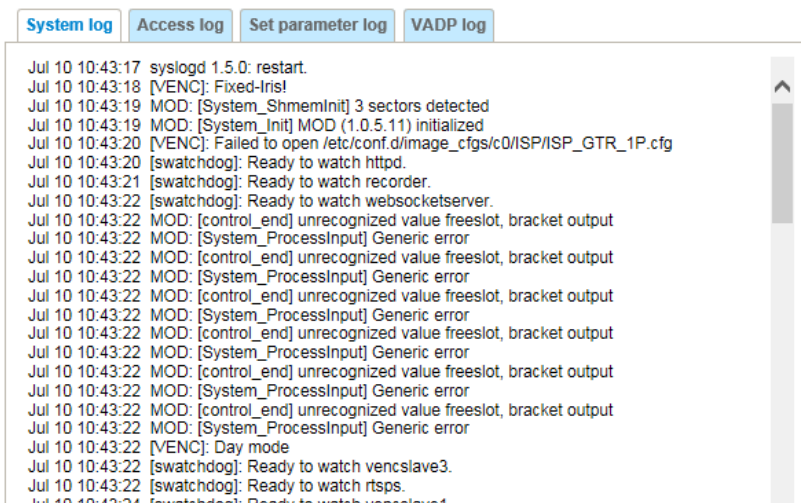 System log
Access log
Set parameter log
VADP log
Jul 10 10:43:17 syslogd 1.5.0: restart.
Jul 10 10:43:18 [VENC]: Fixed-Iris!
Jul 10 10:43:19 MOD: [System_ShmemInit] 3 sectors detected
Jul 10 10:43:19 MOD: [System_Init] MOD (1.0.5.11) initialized
Jul 10 10:43:20 [VENC]: Failed to open /etc/conf.d/image_cfgs/c0/ISP/ISP_GTR_1P.cfg
Jul 10 10:43:20 [swatchdog]: Ready to watch httpd.
Jul 10 10:43:21 [swatchdog]: Ready to watch recorder.
Jul 10 10:43:22 [swatchdog]: Ready to watch websocketserver.
Jul 10 10:43:22 MOD: [control_end] unrecognized value freeslot, bracket output
Jul 10 10:43:22 MOD: [System_ProcessInput] Generic error
Jul 10 10:43:22 MOD: [control_end] unrecognized value freeslot, bracket output
Jul 10 10:43:22 MOD: [System_ProcessInput] Generic error
Jul 10 10:43:22 MOD: [control_end] unrecognized value freeslot, bracket output
Jul 10 10:43:22 MOD: [System_ProcessInput] Generic error
Jul 10 10:43:22 MOD: [control_end] unrecognized value freeslot, bracket output
Jul 10 10:43:22 MOD: [System_ProcessInput] Generic error
Jul 10 10:43:22 MOD: [control_end] unrecognized value freeslot, bracket output
Jul 10 10:43:22 MOD: [System_ProcessInput] Generic error
Jul 10 10:43:22 MOD: [control_end] unrecognized value freeslot, bracket output
Jul 10 10:43:22 MOD: [System_ProcessInput] Generic error
Jul 10 10:43:22 [VENC]: Day mode
Jul 10 10:43:22 [swatchdog]: Ready to watch vencslave3.
Jul 10 10:43:22 [swatchdog]: Ready to watch rtsps.
Jul 10 10:43:24 [swatchdog]: Ready to watch vencslave1